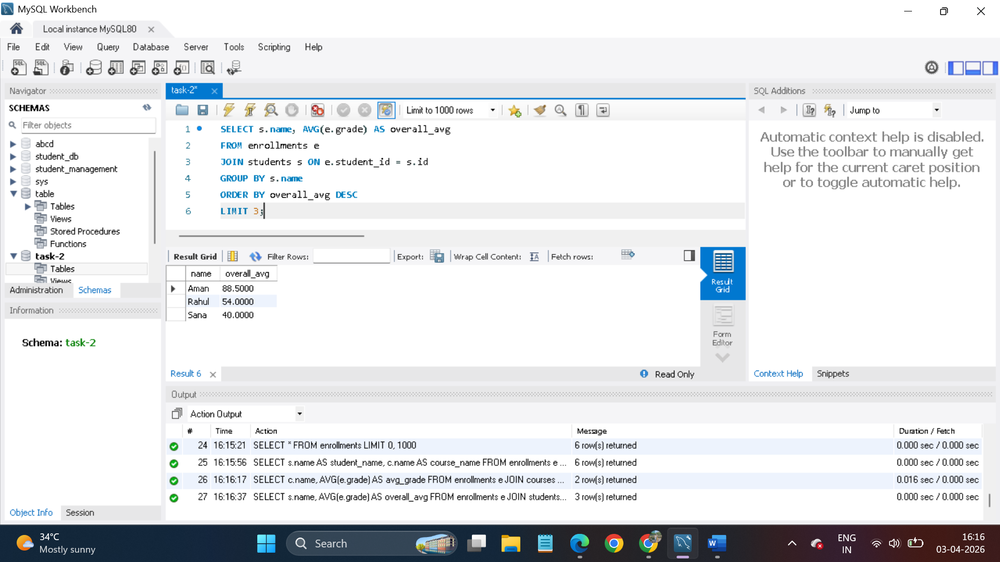 MySQL Workbench
Local instance MySQL80
File Edit View Query Database Server Tools Scripting Help
Navigator
SCHEMAS
Filter objects
abcd
student_db
student_management
sys
table
Tables
Views
Stored Procedures
Functions
task-2
Tables
Views
Administration Schemas
Information
Schema: task-2
Object Info Session
task-2*
Limit to 1000 rows
1 SELECT s.name, AVG(e.grade) AS overall_avg
2 FROM enrollments e
3 JOIN students s ON e.student_id = s.id
4 GROUP BY s.name
5 ORDER BY overall_avg DESC
6 LIMIT 3;
Result Grid Filter Rows: Export: Wrap Cell Content: Fetch rows:
name overall_avg
Aman 88.5000
Rahul 54.0000
Sana 40.0000
Result
Grid
Form
Editor
Result 6
Read Only
SQL Additions
Jump to
Automatic context help is disabled.
Use the toolbar to manually get
help for the current caret position
or to toggle automatic help.
Context Help Snippets
Output
Action Output
# Time Action Message Duration / Fetch
24 16:15:21 SELECT * FROM enrollments LIMIT 0, 1000 6 row(s) returned 0.000 sec / 0.000 sec
25 16:15:56 SELECT s.name AS student_name, c.name AS course_name FROM enrollments e ... 6 row(s) returned 0.000 sec / 0.000 sec
26 16:16:17 SELECT c.name, AVG(e.grade) AS avg_grade FROM enrollments e JOIN courses ... 2 row(s) returned 0.016 sec / 0.000 sec
27 16:16:37 SELECT s.name, AVG(e.grade) AS overall_avg FROM enrollments e JOIN students... 3 row(s) returned 0.000 sec / 0.000 sec
34°C
Mostly sunny
Search
ENG
IN
16:16
03-04-2026